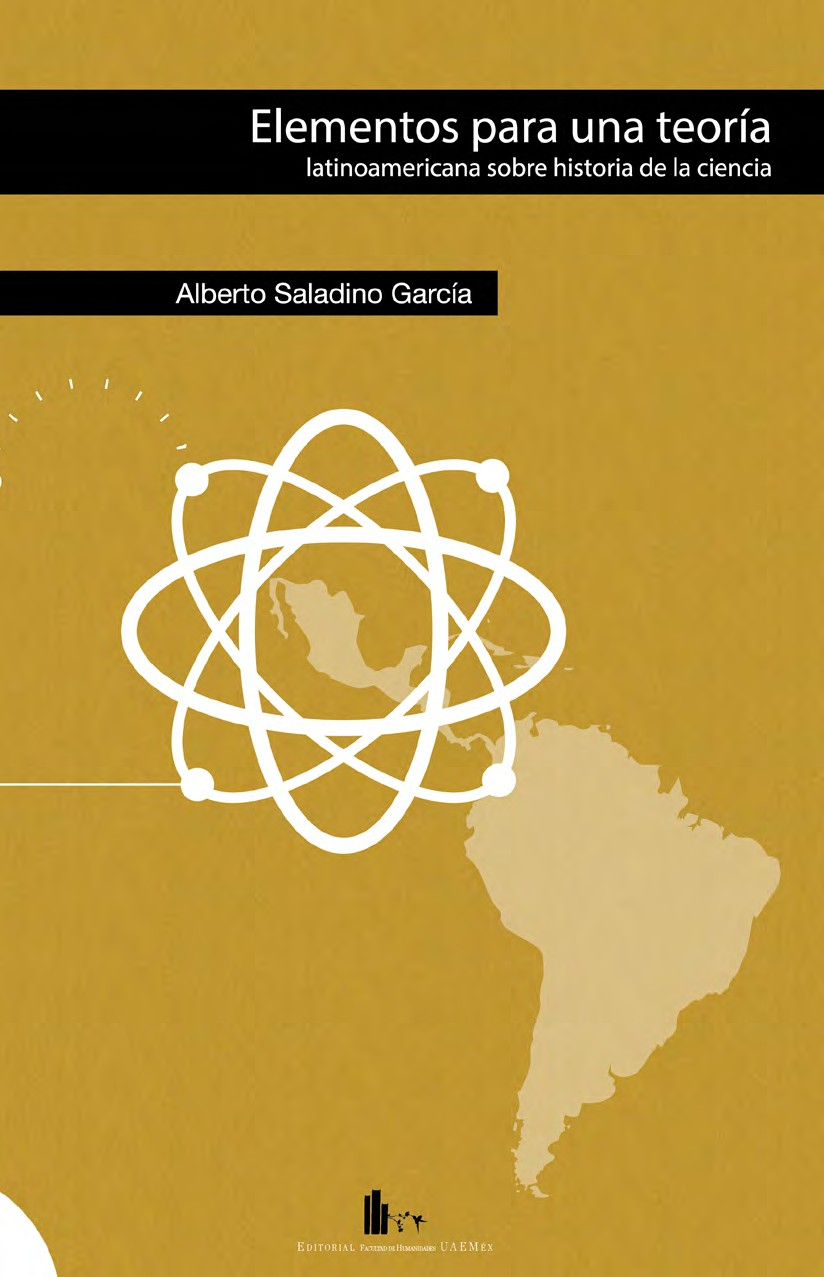 Elementos para una teoría
latinoamericana sobre historia de la ciencia
Alberto Saladino García
Editorial Facultad de Humanidades UAEMéx